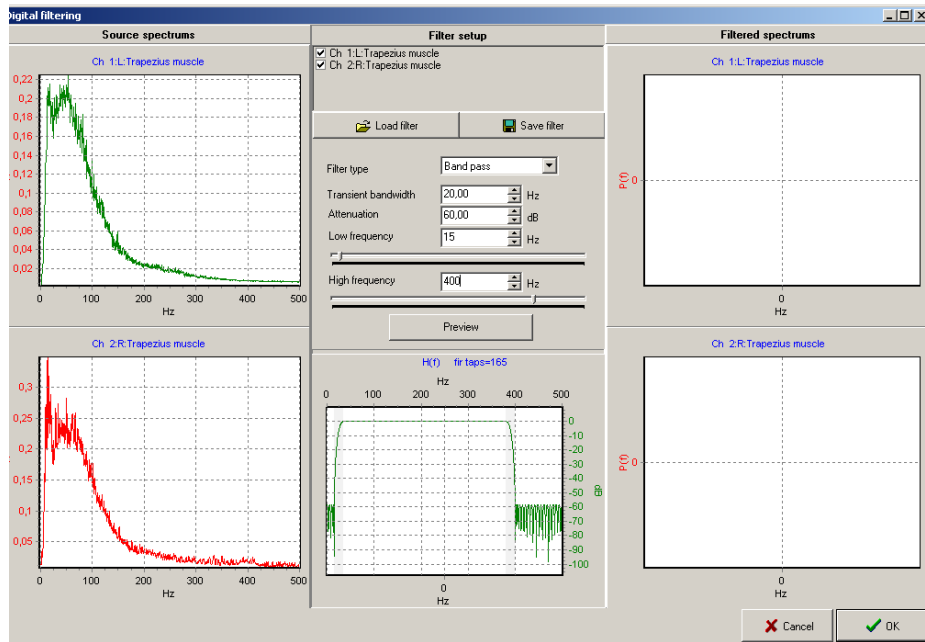 Digital filtering
Source spectrums
Ch 1:L:Trapezius muscle
0,22
0,2
0,18
0,16
0,14
0,12
0,1
0,08
0,06
0,04
0,02
0 100 200 300 400 500
Hz
Ch 2:R:Trapezius muscle
0,3
0,25
0,2
0,15
0,1
0,05
0 100 200 300 400 500
Hz
Filter setup
Ch 1:L:Trapezius muscle
Ch 2:R:Trapezius muscle
Load filter
Save filter
Filter type Band pass
Transient bandwidth 20,00 Hz
Attenuation 60,00 dB
Low frequency 15 Hz
High frequency 400 Hz
Preview
H(f) fir taps=165
Hz
0 100 200 300 400 500
0
-10
-20
-30
-40
-50
-60
-70
-80
-90
-100
dB
0
Hz
Filtered spectrums
Ch 1:L:Trapezius muscle
P(f) 0
0
Hz
Ch 2:R:Trapezius muscle
P(f) 0
0
Hz
Cancel
OK